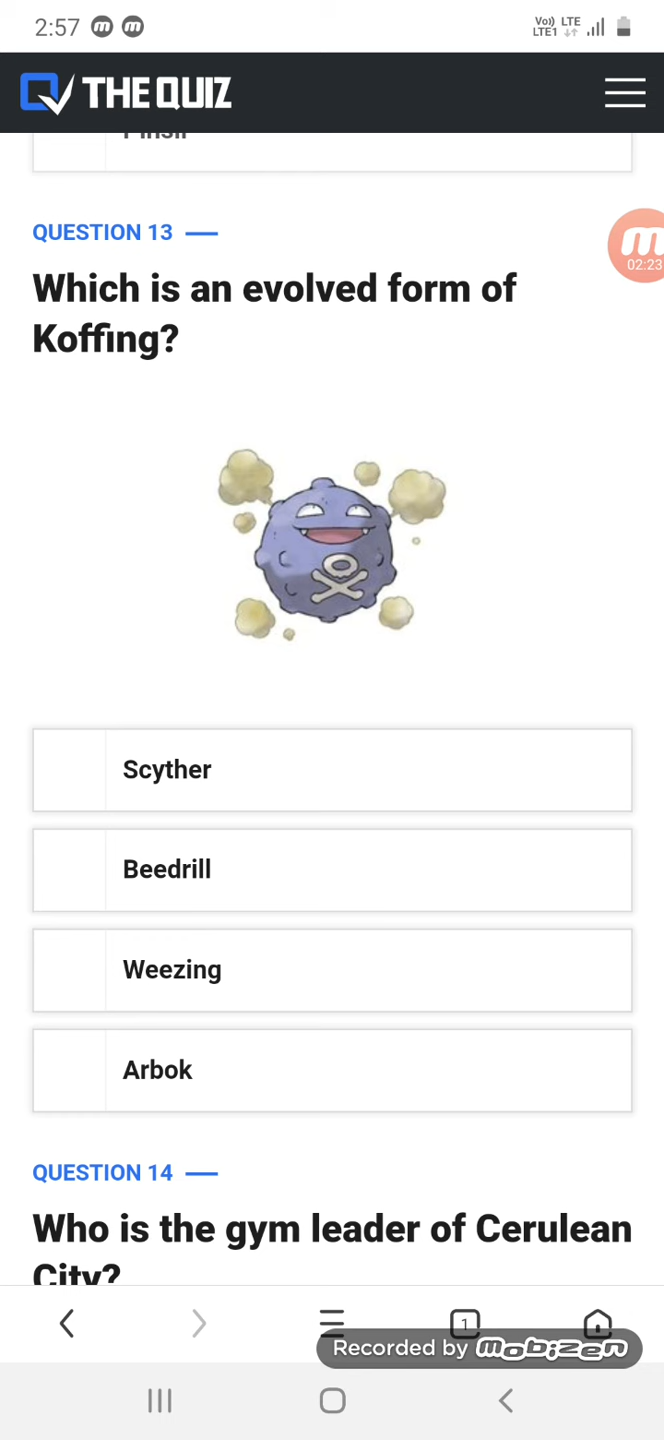 2:57
Vo)) LTE
LTE1
THE QUIZ
QUESTION 13
02:23
Which is an evolved form of
Koffing?
Scyther
Beedrill
Weezing
Arbok
QUESTION 14
Who is the gym leader of Cerulean
City?
1
Recorded by mobizen